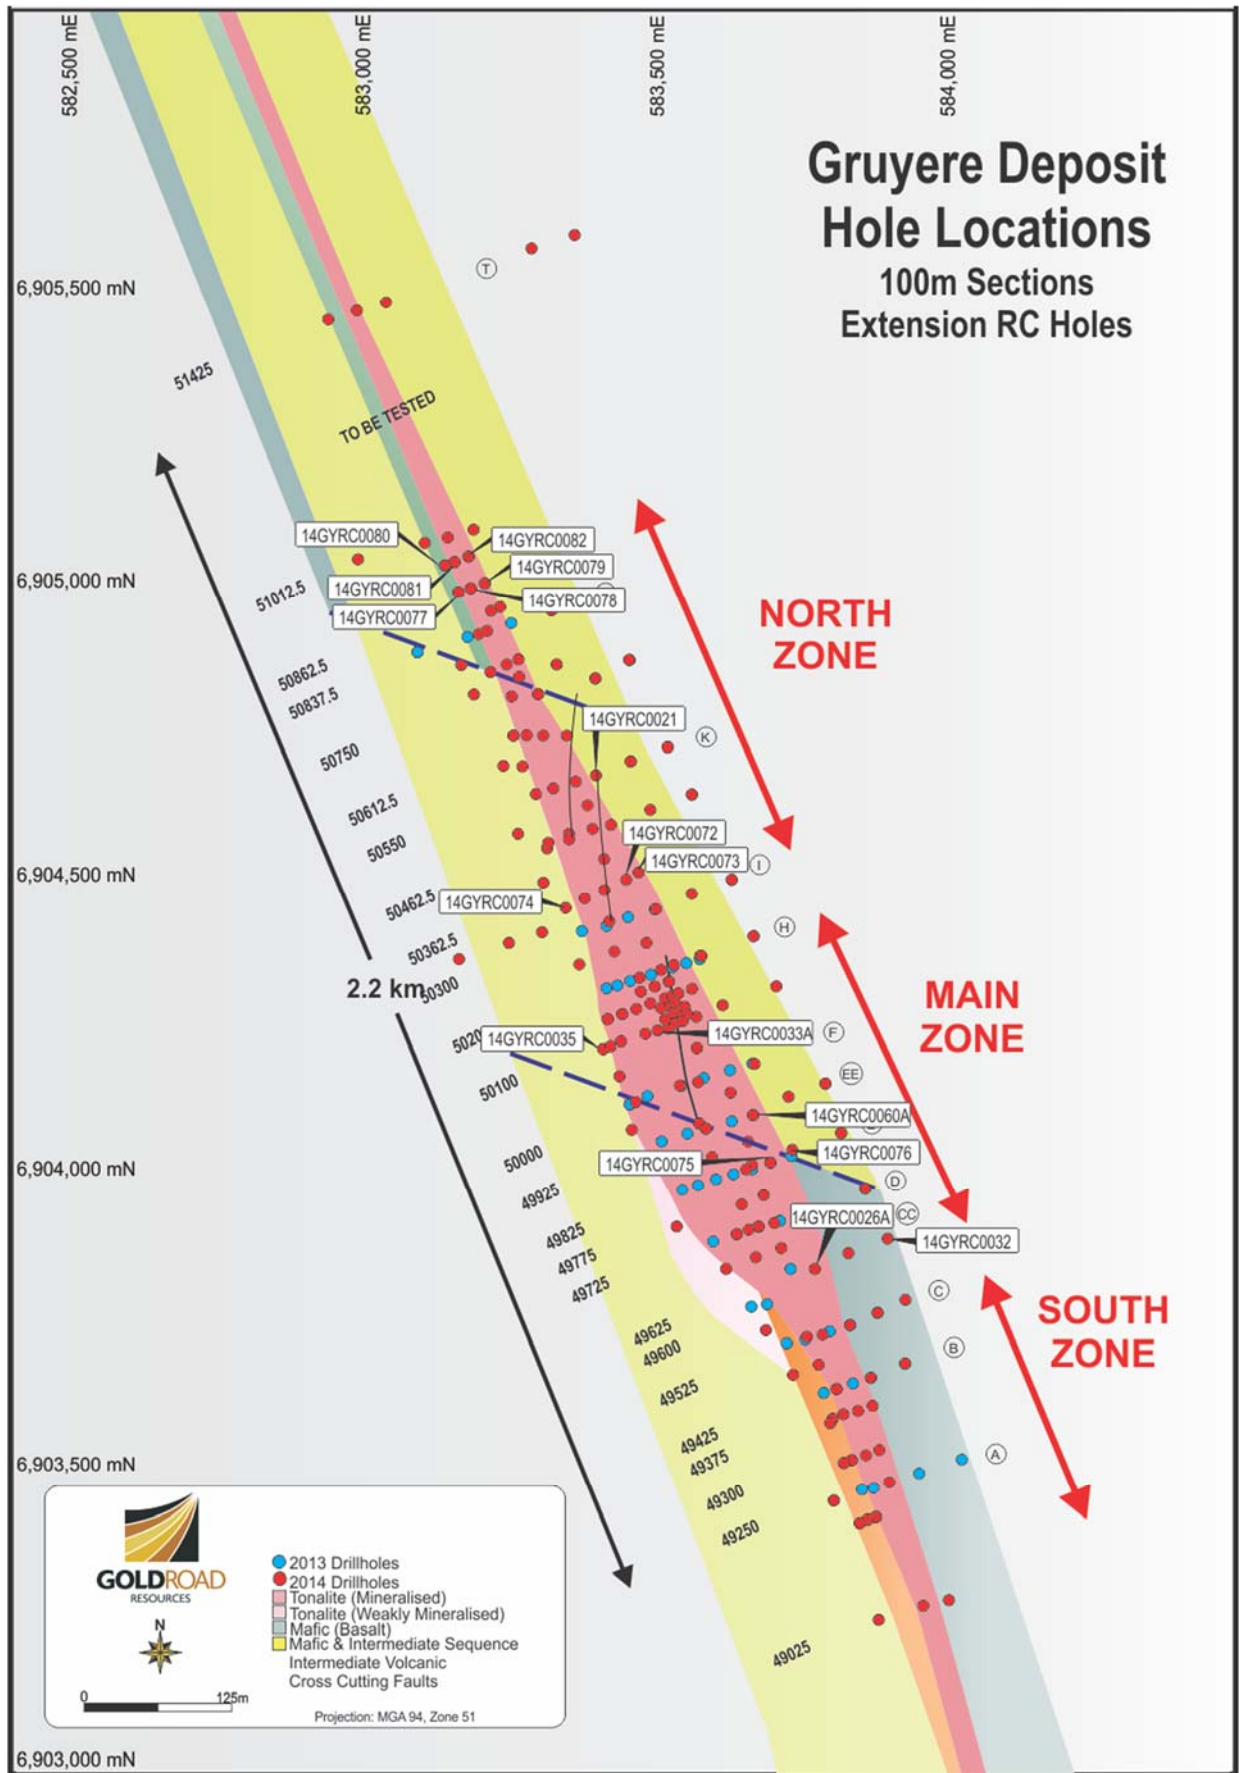 582,500 mE
583,000 mE
583,500 mE
584,000 mE
Gruyere Deposit
Hole Locations
100m Sections
Extension RC Holes
T
6,905,500 mN
51425
TO BE TESTED
14GYRC0080
14GYRC0082
14GYRC0079
6,905,000 mN
14GYRC0081
14GYRC0078
51012.5
14GYRC0077
NORTH
ZONE
50862.5
50837.5
14GYRC0021
K
50750
50612.5
14GYRC0072
50550
14GYRC0073
I
6,904,500 mN
50462.5
14GYRC0074
H
50362.5
2.2 km
50300
MAIN
ZONE
5020
14GYRC0035
14GYRC0033A
F
EE
50100
14GYRC0060A
14GYRC0076
50000
14GYRC0075
6,904,000 mN
D
49925
14GYRC0026A
CC
49825
14GYRC0032
49775
49725
C
SOUTH
ZONE
49625
49600
B
49525
49425
49375
A
6,903,500 mN
49300
49250
GOLDROAD
RESOURCES
N
0
125m
2013 Drillholes
2014 Drillholes
Tonalite (Mineralised)
Tonalite (Weakly Mineralised)
Mafic (Basalt)
Mafic & Intermediate Sequence
Intermediate Volcanic
Cross Cutting Faults
Projection: MGA 94, Zone 51
49025
6,903,000 mN